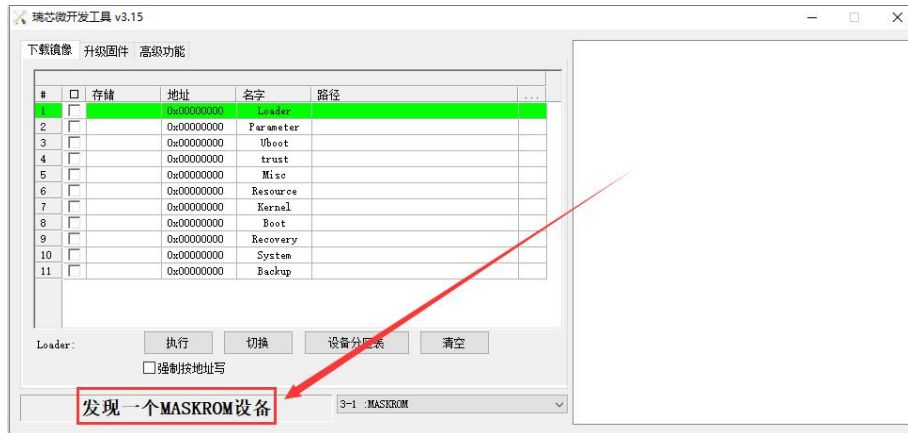 瑞芯微开发工具 v3.15
下载镜像 升级固件 高级功能
# 存储 地址 名字 路径 ...
1 0x00000000 Loader
2 0x00000000 Parameter
3 0x00000000 Uboot
4 0x00000000 trust
5 0x00000000 Misc
6 0x00000000 Resource
7 0x00000000 Kernel
8 0x00000000 Boot
9 0x00000000 Recovery
10 0x00000000 System
11 0x00000000 Backup
Loader: 执行 切换 设备分区表 清空
强制按地址写
发现一个MASKROM设备 3-1 :MASKROM